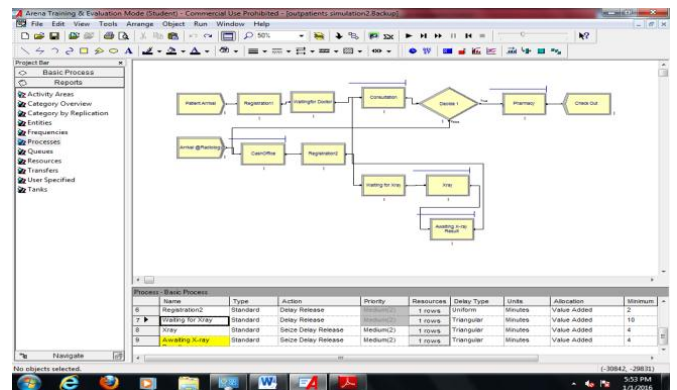 Arena Training & Evaluation Mode (Student) - Commercial Use Prohibited - [outpatients simulation2.Backup]
File Edit View Tools Arrange Object Run Window Help
50%
Project Bar
Basic Process
Reports
Activity Areas
Category Overview
Category by Replication
Entities
Frequencies
Processes
Queues
Resources
Transfers
User Specified
Tanks
Navigate
Patient Arrival
Registration1
Waitingfor Doctor
Consultation
Decide 1
True
False
Pharmacy
Check Out
Arrival @Radiolog
CashOffice
Registration2
Waiting for Xray
Xray
Awaiting X-ray
Result
Process - Basic Process
Name Type Action Priority Resources Delay Type Units Allocation Minimum
6 Registration2 Standard Delay Release Medium(2) 1 rows Uniform Minutes Value Added 2
7 Waiting for Xray Standard Delay Release Medium(2) 1 rows Triangular Minutes Value Added 10
8 Xray Standard Seize Delay Release Medium(2) 1 rows Triangular Minutes Value Added 4
9 Awaiting X-ray Standard Seize Delay Release Medium(2) 1 rows Triangular Minutes Value Added 4
No objects selected.
(-30842, -29831)
5:53 PM
1/1/2016